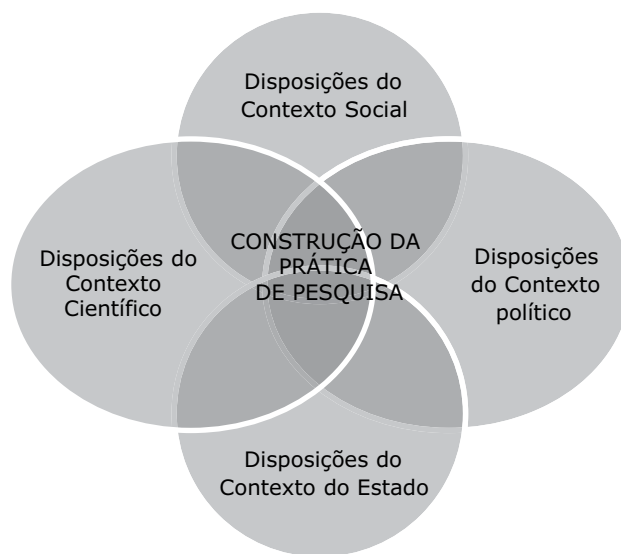 Disposições do
Contexto Social
CONSTRUÇÃO DA
PRÁTICA
DE PESQUISA
Disposições do
Contexto
Científico
Disposições
do Contexto
político
Disposições do
Contexto do Estado